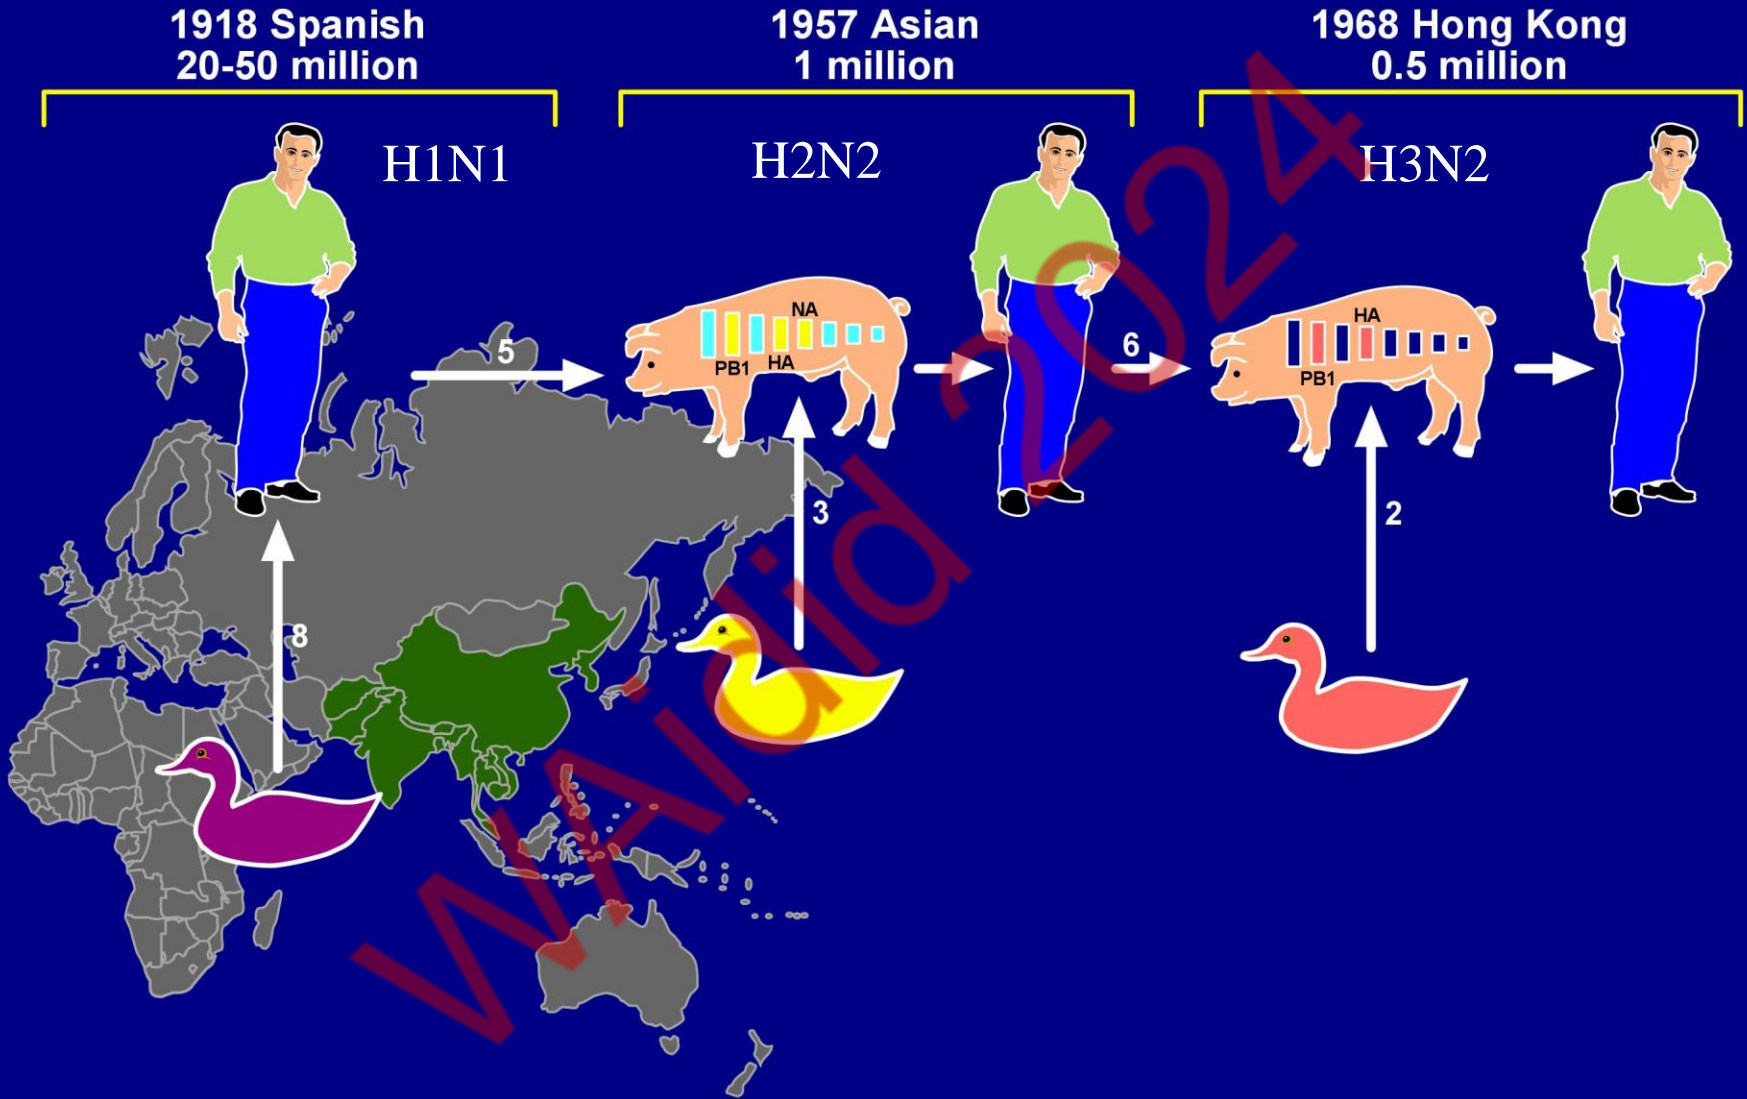 1918 Spanish
20-50 million
1957 Asian
1 million
1968 Hong Kong
0.5 million
H1N1
H2N2
H3N2
NA
PB1
HA
HA
PB1
5
6
3
2
8
WAidid 2024